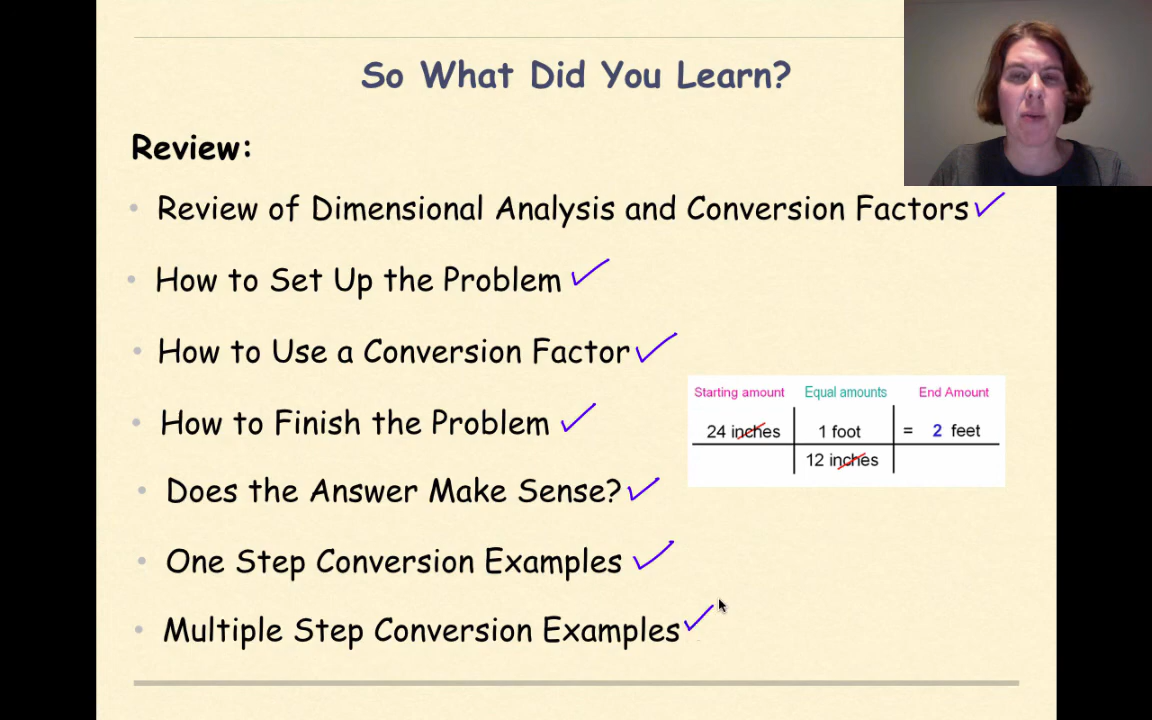 So What Did You Learn?
Review:
• Review of Dimensional Analysis and Conversion Factors ✓
• How to Set Up the Problem ✓
• How to Use a Conversion Factor ✓
• How to Finish the Problem ✓
• Does the Answer Make Sense? ✓
• One Step Conversion Examples ✓
• Multiple Step Conversion Examples ✓
Starting amount Equal amounts End Amount
24 inches 1 foot = 2 feet
12 inches